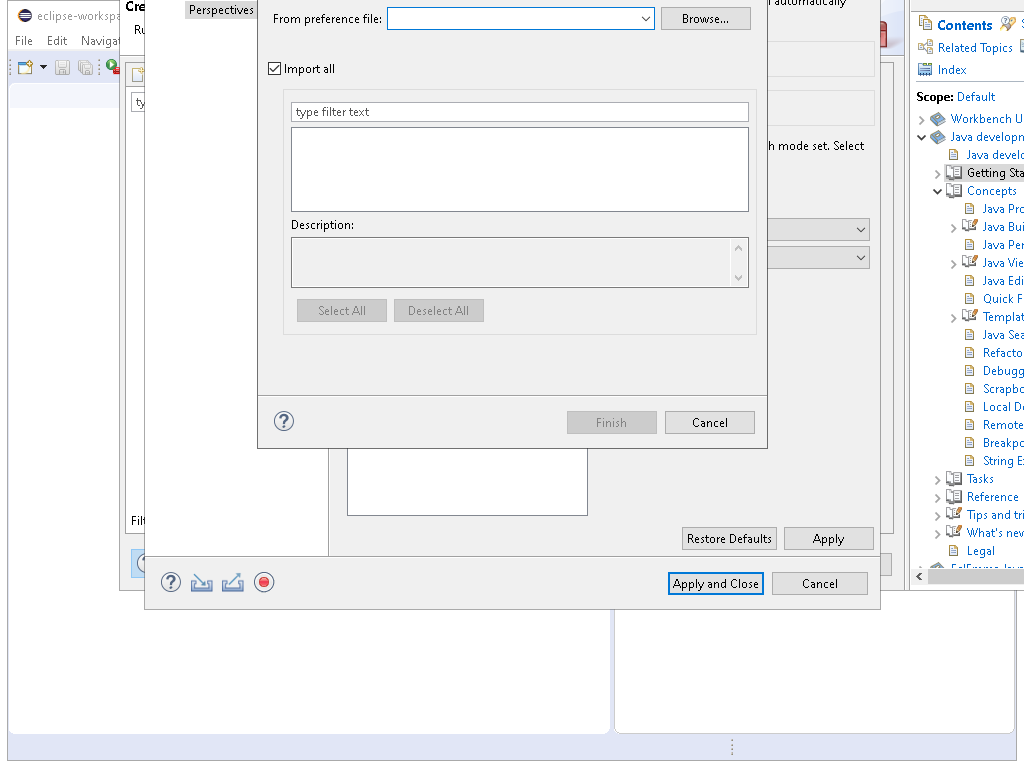 eclipse-workspa
File Edit Navigat
Cre
Ru
ty
Filt
Perspectives
From preference file:
Browse...
Import all
type filter text
Description:
Select All
Deselect All
Finish
Cancel
automatically
h mode set. Select
Restore Defaults
Apply
Apply and Close
Cancel
Contents
Related Topics
Index
Scope: Default
Workbench U
Java developm
Java develo
Getting Sta
Concepts
Java Pro
Java Bui
Java Per
Java Vie
Java Edi
Quick F
Templat
Java Sea
Refacto
Debugg
Scrapbo
Local De
Remote
Breakpo
String Ex
Tasks
Reference
Tips and tri
What's new
Legal